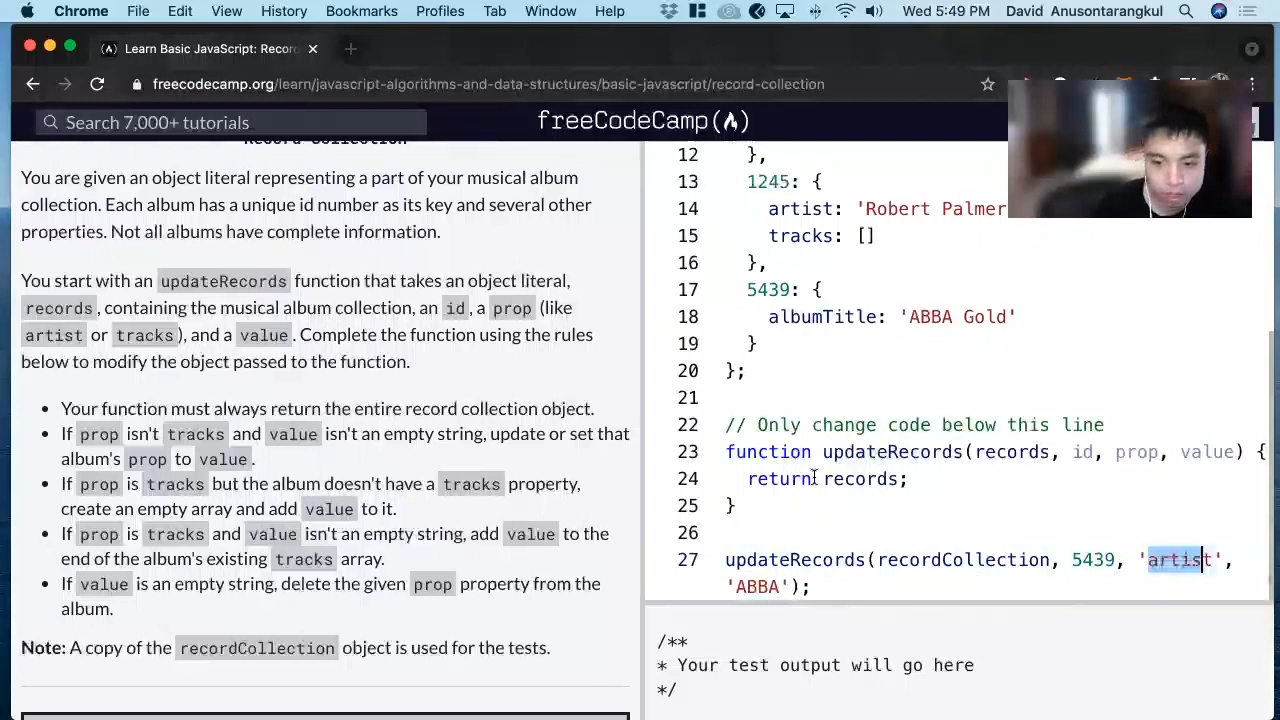 Chrome File Edit View History Bookmarks Profiles Tab Window Help Wed 5:49 PM David Anusontarangkul
Learn Basic JavaScript: Recor
freecodecamp.org/learn/javascript-algorithms-and-data-structures/basic-javascript/record-collection
Search 7,000+ tutorials
freeCodeCamp
Record Collection
You are given an object literal representing a part of your musical album
collection. Each album has a unique id number as its key and several other
properties. Not all albums have complete information.
You start with an updateRecords function that takes an object literal,
records, containing the musical album collection, an id, a prop (like
artist or tracks), and a value. Complete the function using the rules
below to modify the object passed to the function.
• Your function must always return the entire record collection object.
• If prop isn't tracks and value isn't an empty string, update or set that
album's prop to value.
• If prop is tracks but the album doesn't have a tracks property,
create an empty array and add value to it.
• If prop is tracks and value isn't an empty string, add value to the
end of the album's existing tracks array.
• If value is an empty string, delete the given prop property from the
album.
Note: A copy of the recordCollection object is used for the tests.
12 },
13 1245: {
14 artist: 'Robert Palmer
15 tracks: []
16 },
17 5439: {
18 albumTitle: 'ABBA Gold'
19 }
20 };
21
22 // Only change code below this line
23 function updateRecords(records, id, prop, value) {
24 return records;
25 }
26
27 updateRecords(recordCollection, 5439, 'artist',
'ABBA');
/**
* Your test output will go here
*/